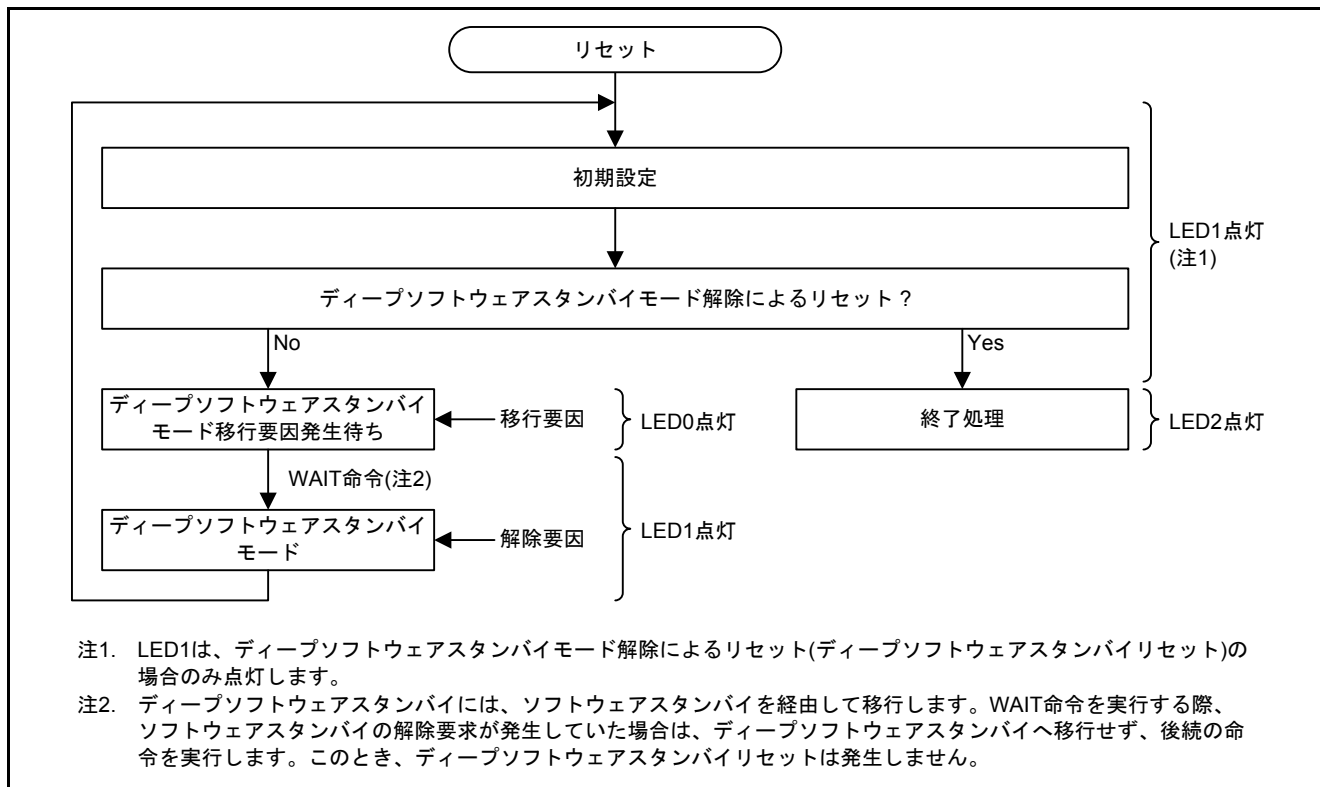 リセット
初期設定
LED1点灯
(注1)
ディープソフトウェアスタンバイモード解除によるリセット？
No
Yes
ディープソフトウェアスタンバイ
モード移行要因発生待ち
移行要因
LED0点灯
終了処理
LED2点灯
WAIT命令(注2)
ディープソフトウェアスタンバイ
モード
解除要因
LED1点灯
注1. LED1は、ディープソフトウェアスタンバイモード解除によるリセット(ディープソフトウェアスタンバイリセット)の
場合のみ点灯します。
注2. ディープソフトウェアスタンバイには、ソフトウェアスタンバイを経由して移行します。WAIT命令を実行する際、
ソフトウェアスタンバイの解除要求が発生していた場合は、ディープソフトウェアスタンバイへ移行せず、後続の命
令を実行します。このとき、ディープソフトウェアスタンバイリセットは発生しません。